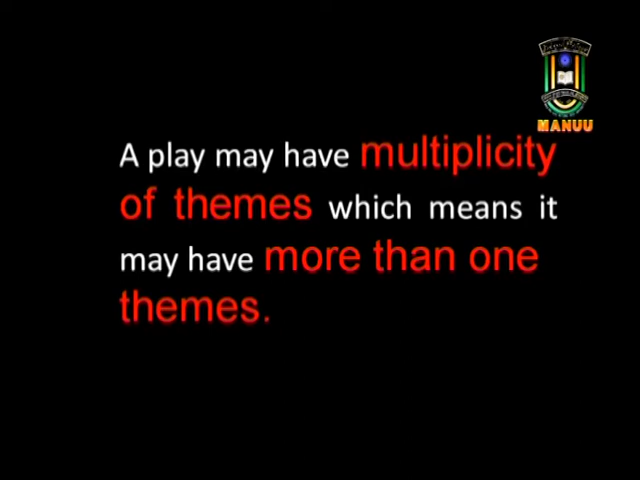 MANUU
A play may have multiplicity
of themes which means it
may have more than one
themes.